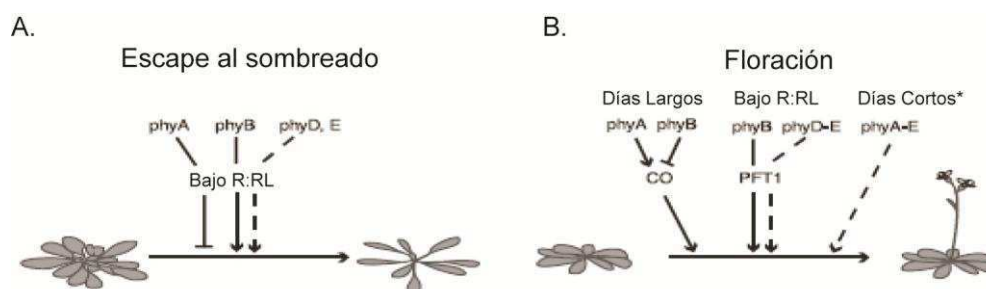 A.
Escape al sombreado
phyA phyB phyD, E
Bajo R:RL
B.
Floración
Días Largos Bajo R:RL Días Cortos*
phyA phyB phyB phyD-E phyA-E
CO PFT1